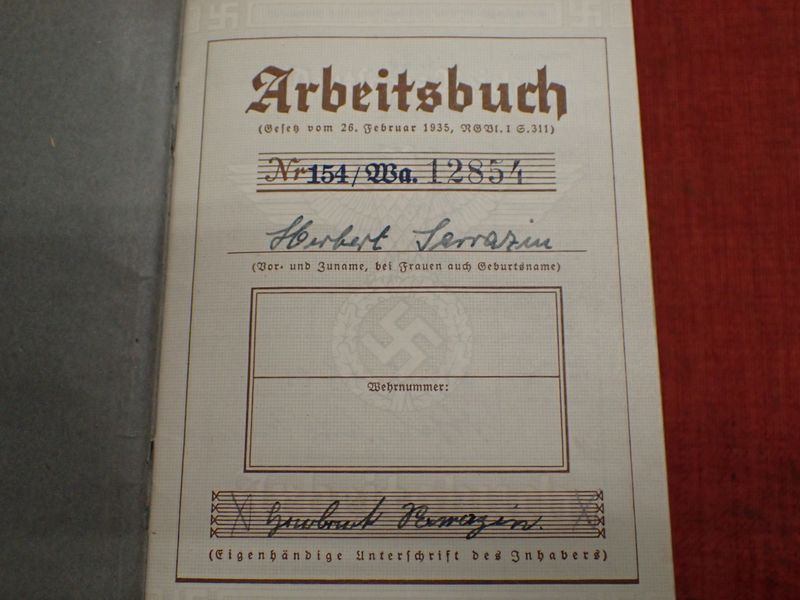 Arbeitsbuch
(Gesetz vom 26. Februar 1935, RGBl. I S. 311)
Nr 154/Wa. 12854
Herbert Sarrazin
(Vor- und Zuname, bei Frauen auch Geburtsname)
Wehrnummer:
Herbert Sarrazin.
(Eigenhändige Unterschrift des Inhabers)